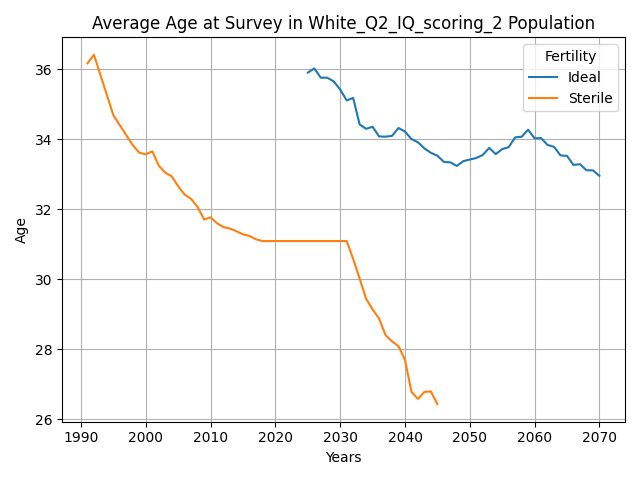 Average Age at Survey in White_Q2_IQ_scoring_2 Population
Fertility
Ideal
Sterile
36
34
32
30
28
26
Age
1990 2000 2010 2020 2030 2040 2050 2060 2070
Years